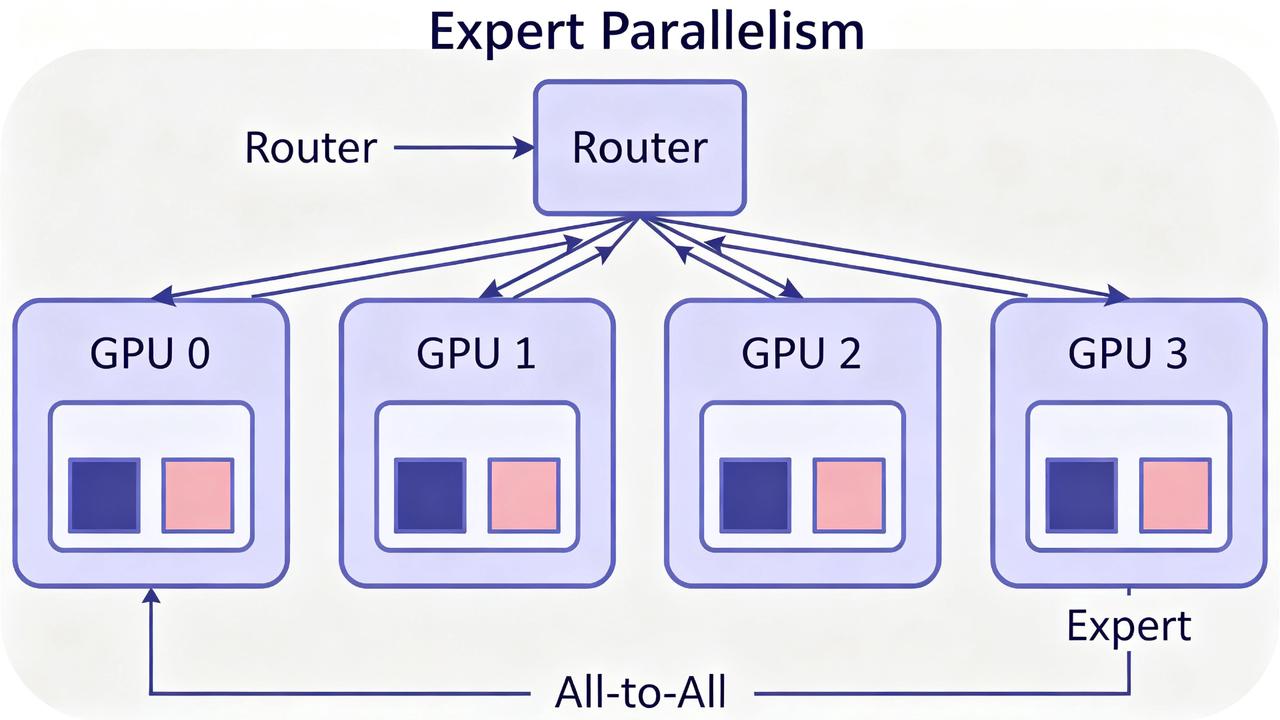 Expert Parallelism
Router
Router
GPU 0
GPU 1
GPU 2
GPU 3
Expert
All-to-All